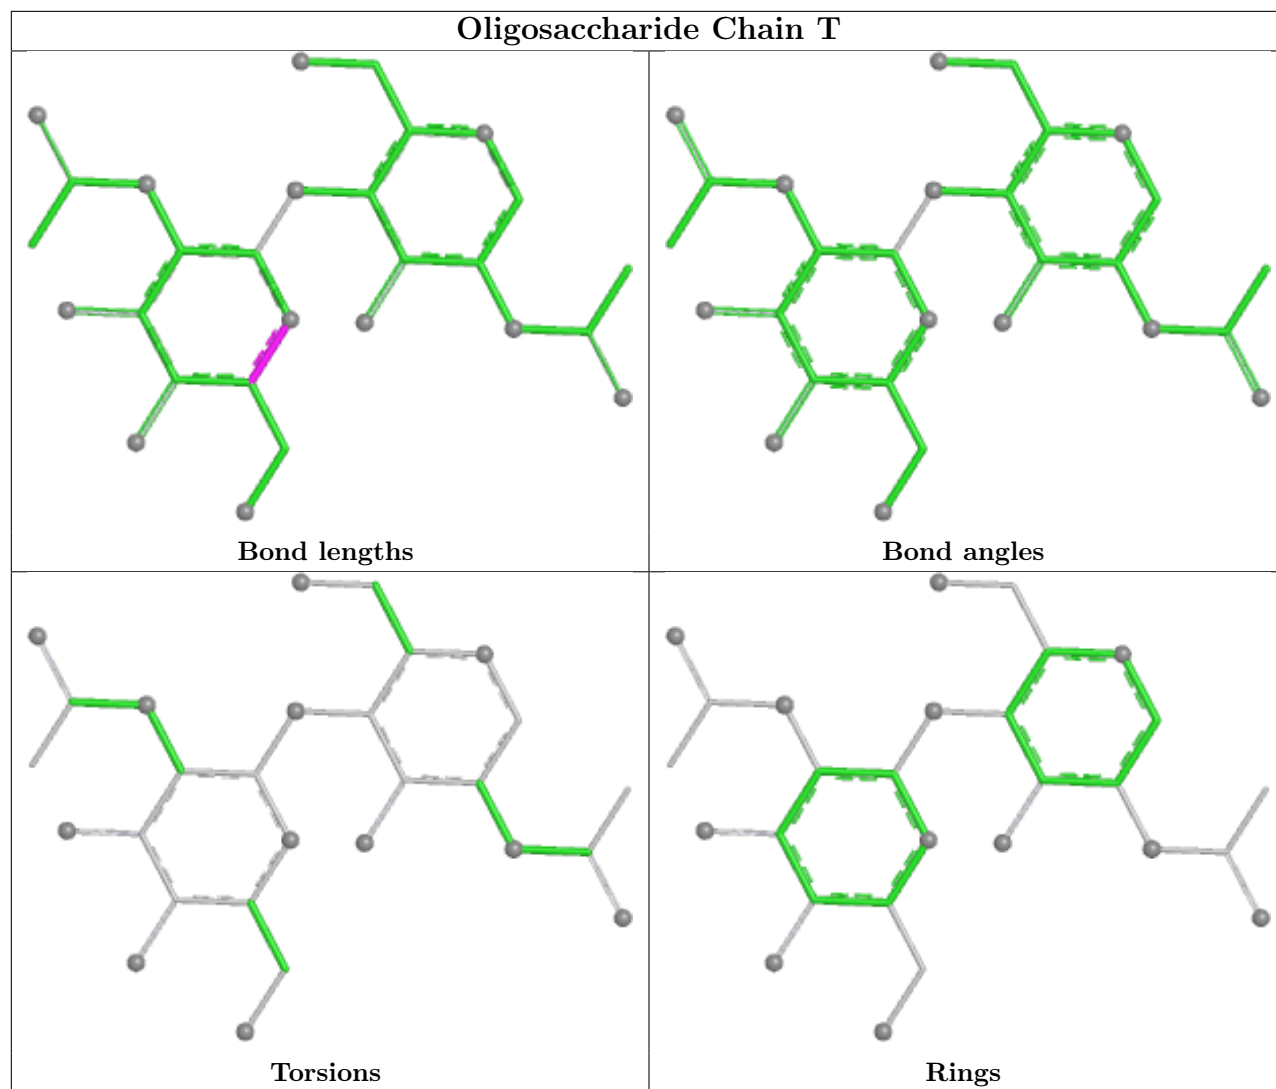 Oligosaccharide Chain T
Bond lengths
Bond angles
Torsions
Rings